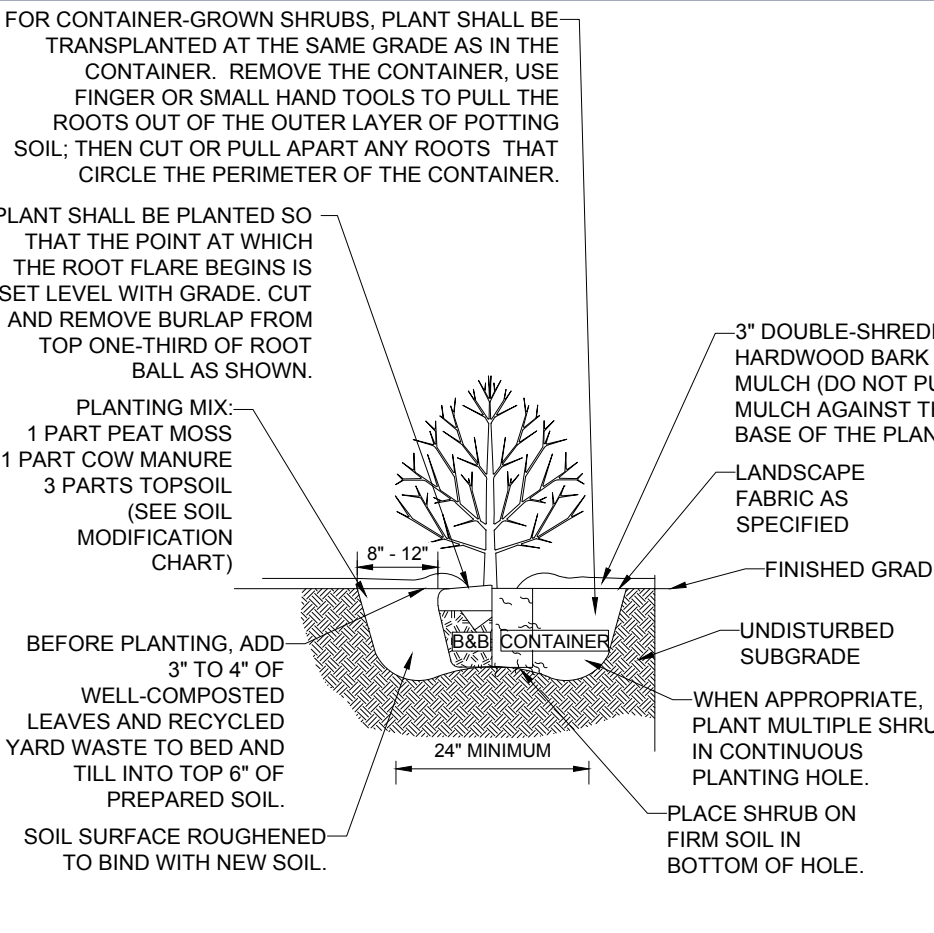 FOR CONTAINER-GROWN SHRUBS, PLANT SHALL BE
TRANSPLANTED AT THE SAME GRADE AS IN THE
CONTAINER. REMOVE THE CONTAINER, USE
FINGER OR SMALL HAND TOOLS TO PULL THE
ROOTS OUT OF THE OUTER LAYER OF POTTING
SOIL; THEN CUT OR PULL APART ANY ROOTS THAT
CIRCLE THE PERIMETER OF THE CONTAINER.
PLANT SHALL BE PLANTED SO
THAT THE POINT AT WHICH
THE ROOT FLARE BEGINS IS
SET LEVEL WITH GRADE. CUT
AND REMOVE BURLAP FROM
TOP ONE-THIRD OF ROOT
BALL AS SHOWN.
PLANTING MIX:
1 PART PEAT MOSS
1 PART COW MANURE
3 PARTS TOPSOIL
(SEE SOIL
MODIFICATION
CHART)
8" - 12"
BEFORE PLANTING, ADD
3" TO 4" OF
WELL-COMPOSTED
LEAVES AND RECYCLED
YARD WASTE TO BED AND
TILL INTO TOP 6" OF
PREPARED SOIL.
SOIL SURFACE ROUGHENED
TO BIND WITH NEW SOIL.
B&B
CONTAINER
24" MINIMUM
3" DOUBLE-SHRED
HARDWOOD BARK
MULCH (DO NOT PU
MULCH AGAINST T
BASE OF THE PLAN
LANDSCAPE
FABRIC AS
SPECIFIED
FINISHED GRAD
UNDISTURBED
SUBGRADE
WHEN APPROPRIATE,
PLANT MULTIPLE SHRU
IN CONTINUOUS
PLANTING HOLE.
PLACE SHRUB ON
FIRM SOIL IN
BOTTOM OF HOLE.